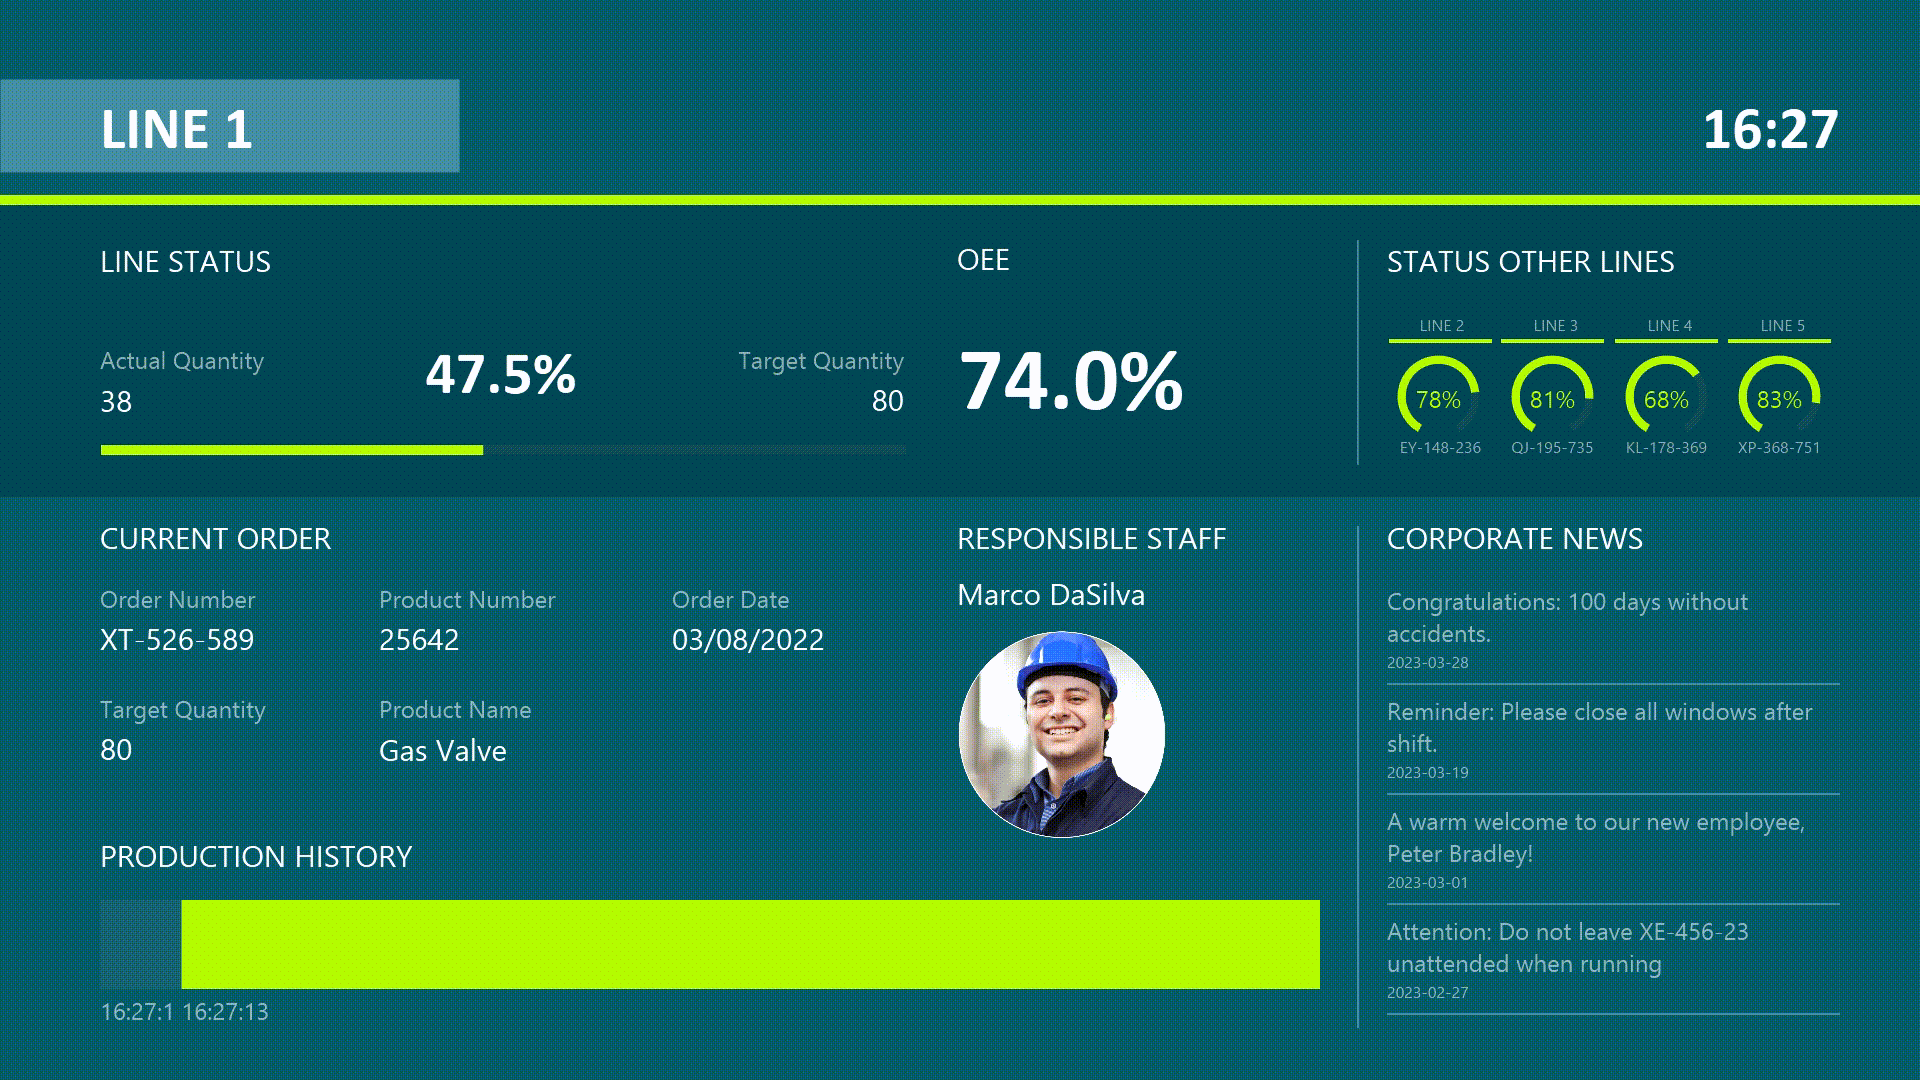 LINE 1
16:27
LINE STATUS
Actual Quantity
38
47.5%
Target Quantity
80
OEE
74.0%
STATUS OTHER LINES
LINE 2
LINE 3
LINE 4
LINE 5
78%
81%
68%
83%
EY-148-236
QJ-195-735
KL-178-369
XP-368-751
CURRENT ORDER
Order Number
XT-526-589
Product Number
25642
Order Date
03/08/2022
Target Quantity
80
Product Name
Gas Valve
RESPONSIBLE STAFF
Marco DaSilva
PRODUCTION HISTORY
16:27:1 16:27:13
CORPORATE NEWS
Congratulations: 100 days without
accidents.
2023-03-28
Reminder: Please close all windows after
shift.
2023-03-19
A warm welcome to our new employee,
Peter Bradley!
2023-03-01
Attention: Do not leave XE-456-23
unattended when running
2023-02-27